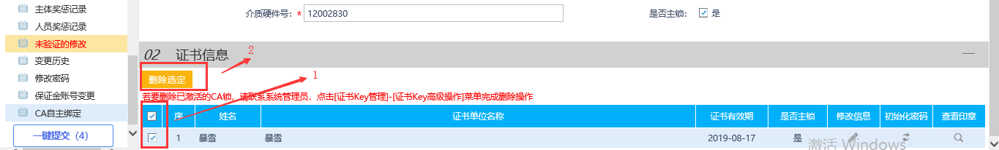 主体奖惩记录
人员奖惩记录
未验证的修改
变更历史
修改密码
保证金账号变更
CA自主绑定
一键提交（4）
介质硬件号：* 12002830 是否主锁： 是
02 证书信息 2
删除选定 1
若要删除已激活的CA锁，请联系系统管理员，点击[证书Key管理]-[证书Key高级操作]菜单完成删除操作
序 姓名 证书单位名称 证书有效期 是否主锁 修改信息 初始化密码 查看印章
1 暴雪 暴雪 2019-08-17 是
激活 Windows